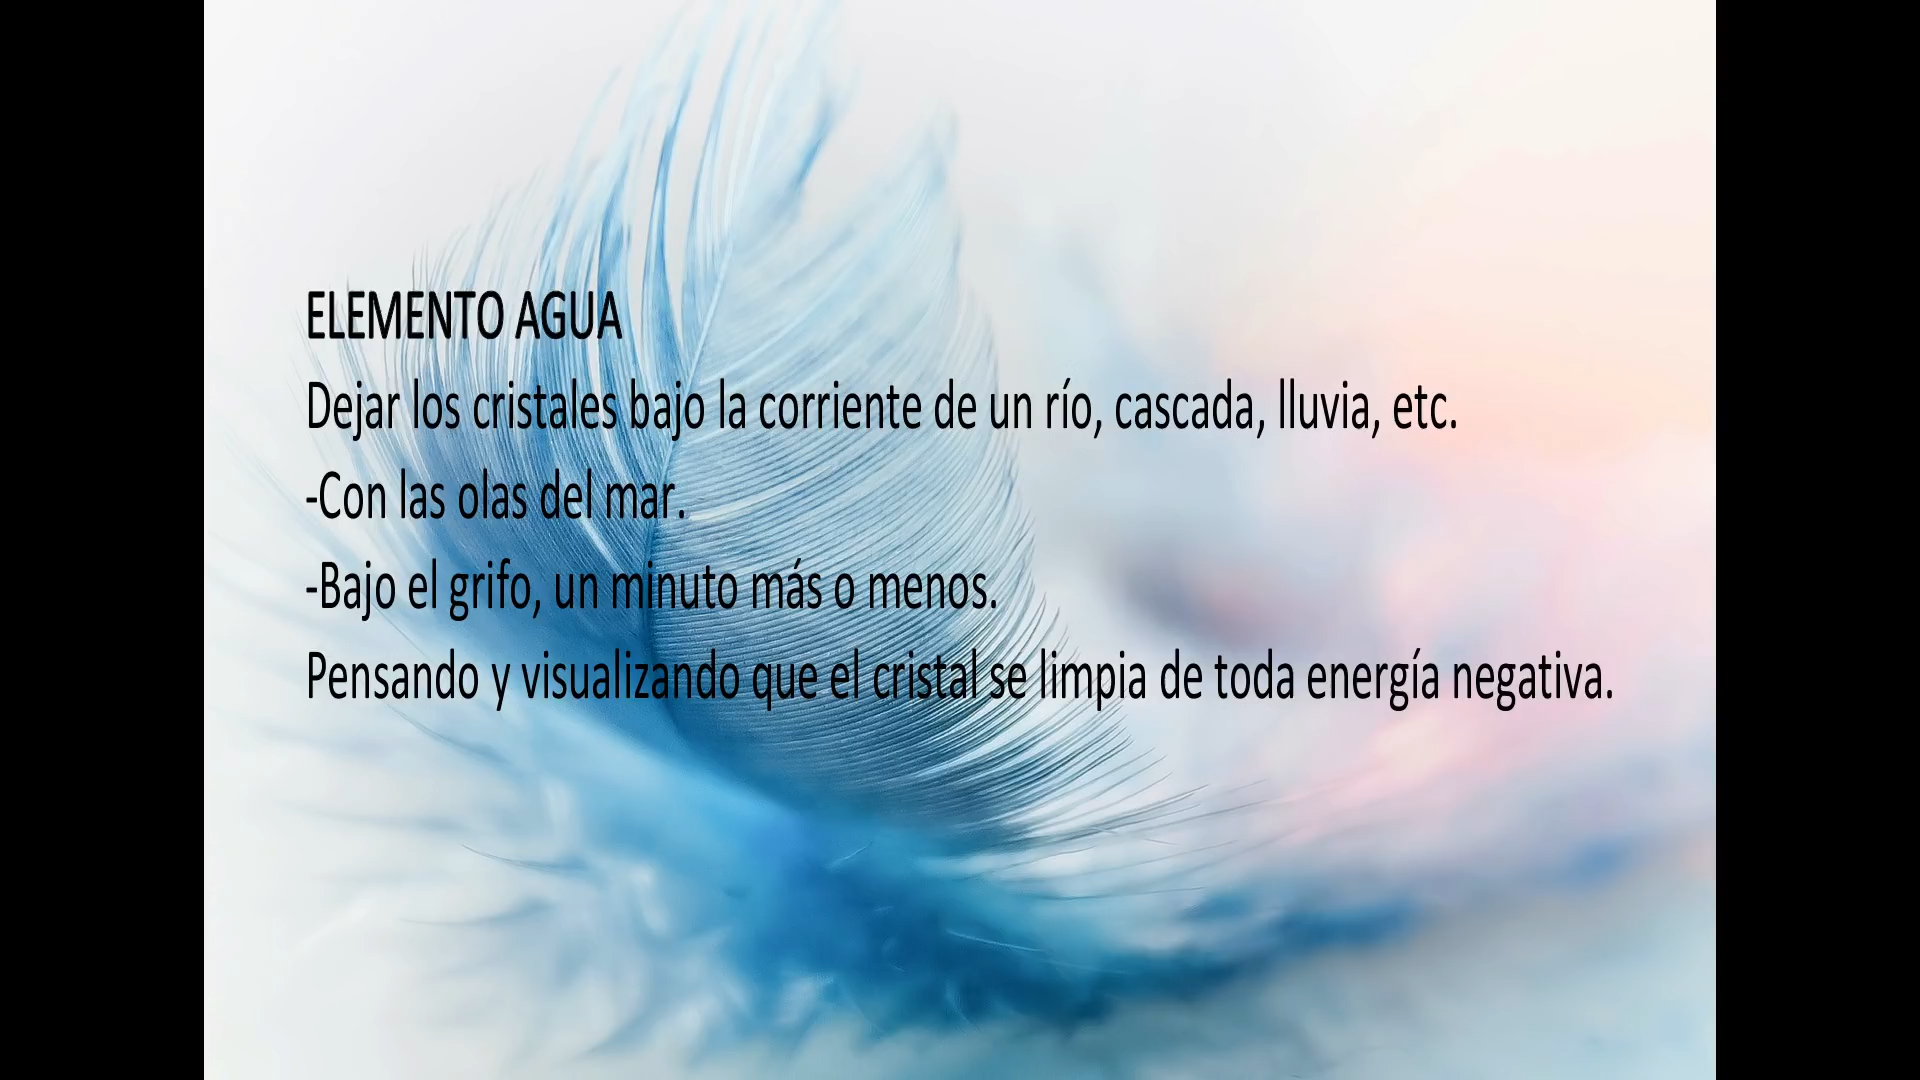 ELEMENTO AGUA
Dejar los cristales bajo la corriente de un río, cascada, lluvia, etc.
-Con las olas del mar.
-Bajo el grifo, un minuto más o menos.
Pensando y visualizando que el cristal se limpia de toda energía negativa.